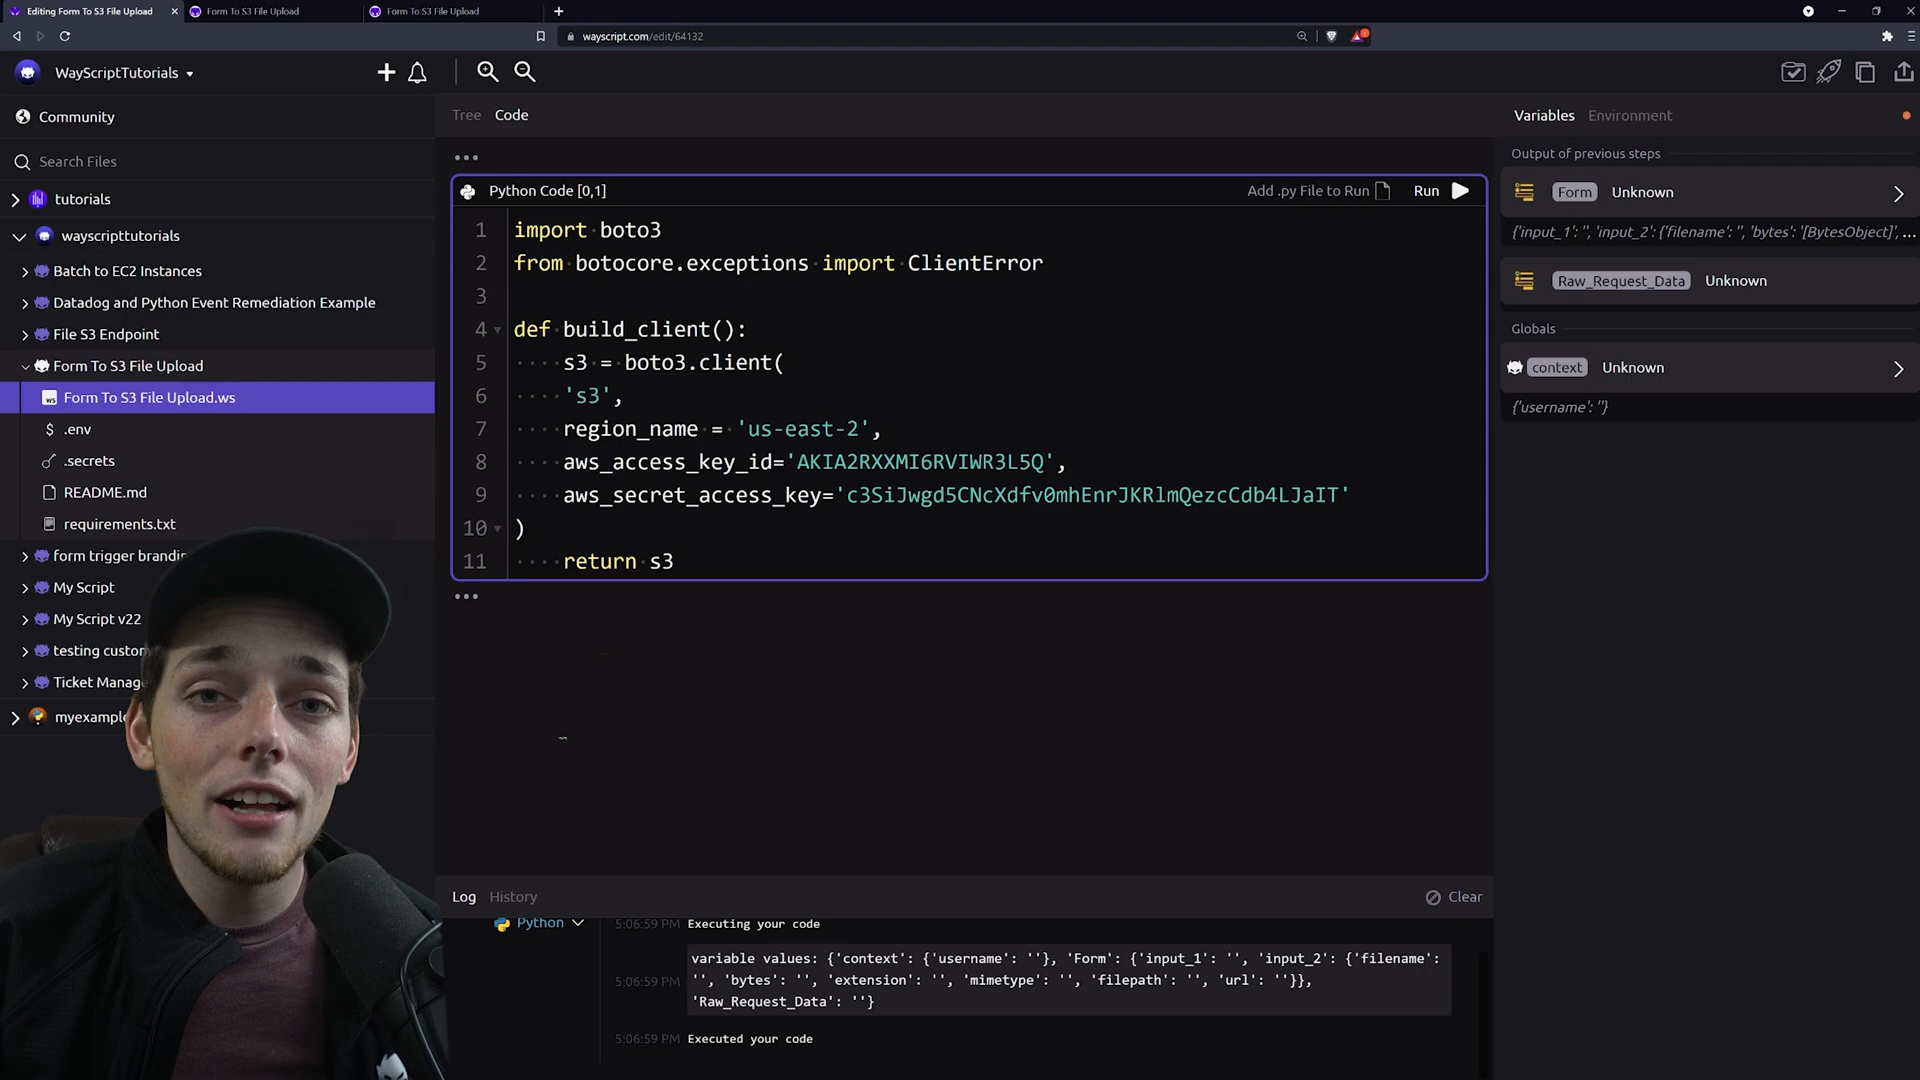 Editing Form To S3 File Upload
Form To S3 File Upload
Form To S3 File Upload
wayscript.com/edit/64132
WayScriptTutorials
Community
Search Files
tutorials
wayscripttutorials
Batch to EC2 Instances
Datadog and Python Event Remediation Example
File S3 Endpoint
Form To S3 File Upload
Form To S3 File Upload.ws
.env
.secrets
README.md
requirements.txt
form trigger brandin
My Script
My Script v22
testing custom
Ticket Manage
myexample
Tree Code
Python Code [0,1] Add .py File to Run Run
1 import boto3
2 from botocore.exceptions import ClientError
3
4 def build_client():
5 s3 = boto3.client(
6 's3',
7 region_name = 'us-east-2',
8 aws_access_key_id='AKIA2RXXMI6RVIWR3L5Q',
9 aws_secret_access_key='c3SiJwgd5CNcXdfv0mhEnrJKRlmQezcCdb4LJaIT'
10 )
11 return s3
Log History Clear
Python 5:06:59 PM Executing your code
variable values: {'context': {'username': ''}, 'Form': {'input_1': '', 'input_2': {'filename':
5:06:59 PM '', 'bytes': '', 'extension': '', 'mimetype': '', 'filepath': '', 'url': ''}},
'Raw_Request_Data': ''}
5:06:59 PM Executed your code
Variables Environment
Output of previous steps
Form Unknown
{'input_1': '', 'input_2': {'filename': '', 'bytes': '[BytesObject]', ...
Raw_Request_Data Unknown
Globals
context Unknown
{'username': ''}